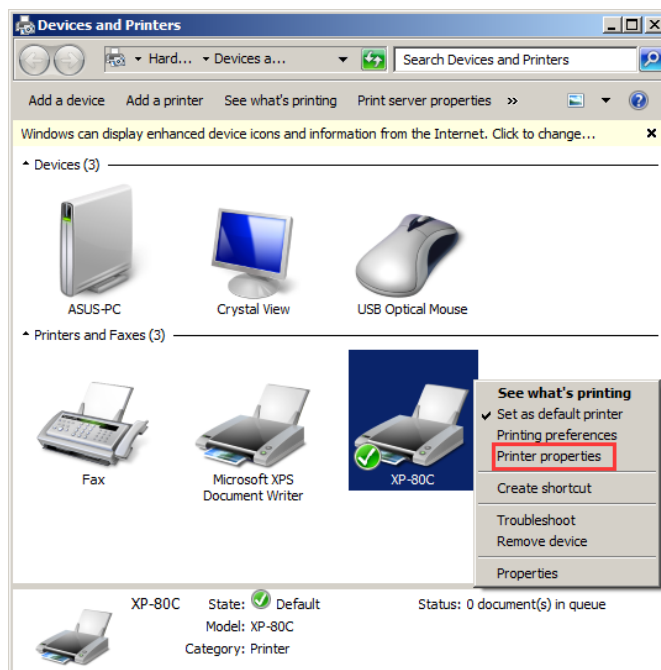 Devices and Printers
Hard... Devices a... Search Devices and Printers
Add a device Add a printer See what's printing Print server properties »
Windows can display enhanced device icons and information from the Internet. Click to change...
Devices (3)
ASUS-PC Crystal View USB Optical Mouse
Printers and Faxes (3)
Fax
Microsoft XPS
Document Writer
XP-80C
See what's printing
Set as default printer
Printing preferences
Printer properties
Create shortcut
Troubleshoot
Remove device
Properties
XP-80C State: Default Status: 0 document(s) in queue
Model: XP-80C
Category: Printer